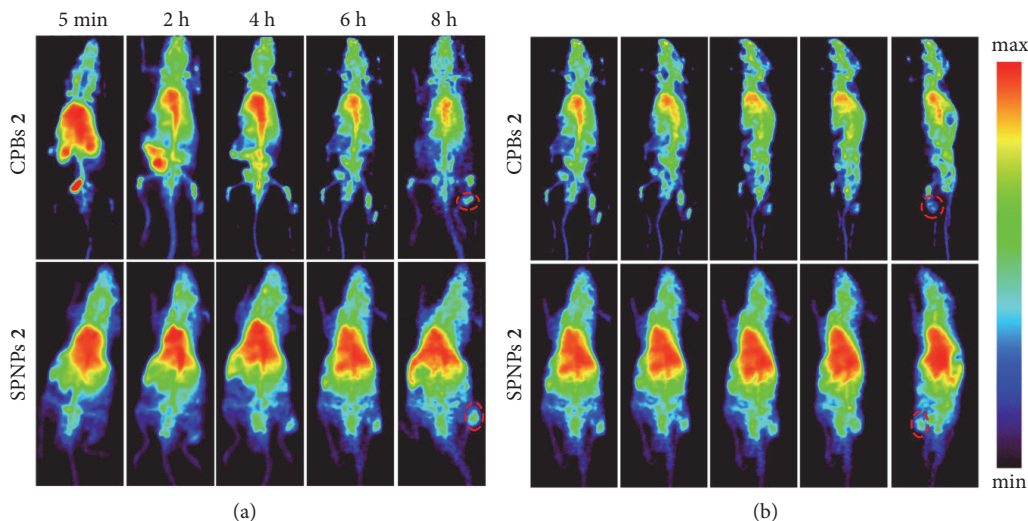 5 min 2 h 4 h 6 h 8 h
CPBs 2
SPNPs 2
(a)
CPBs 2
SPNPs 2
(b)
max
min